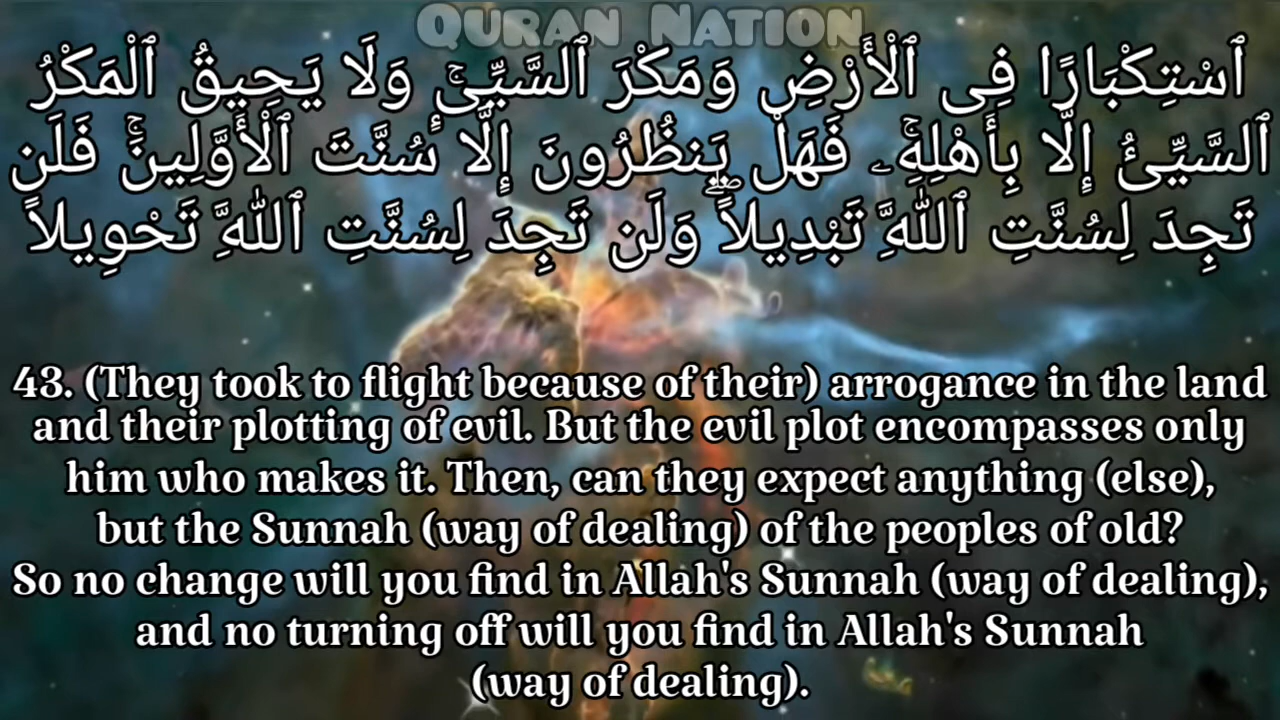 QURAN NATION
ٱسْتِكْبَارًا فِى ٱلْأَرْضِ وَمَكْرَ ٱلسَّيِّئِ ۚ وَلَا يَحِيقُ ٱلْمَكْرُ
ٱلسَّيِّئُ إِلَّا بِأَهْلِهِۦ ۚ فَهَلْ يَنظُرُونَ إِلَّا سُنَّتَ ٱلْأَوَّلِينَ ۚ فَلَن
تَجِدَ لِسُنَّتِ ٱللَّهِ تَبْدِيلاً ۖ وَلَن تَجِدَ لِسُنَّتِ ٱللَّهِ تَحْوِيلاً
43. (They took to flight because of their) arrogance in the land
and their plotting of evil. But the evil plot encompasses only
him who makes it. Then, can they expect anything (else),
but the Sunnah (way of dealing) of the peoples of old?
So no change will you find in Allah's Sunnah (way of dealing),
and no turning off will you find in Allah's Sunnah
(way of dealing).